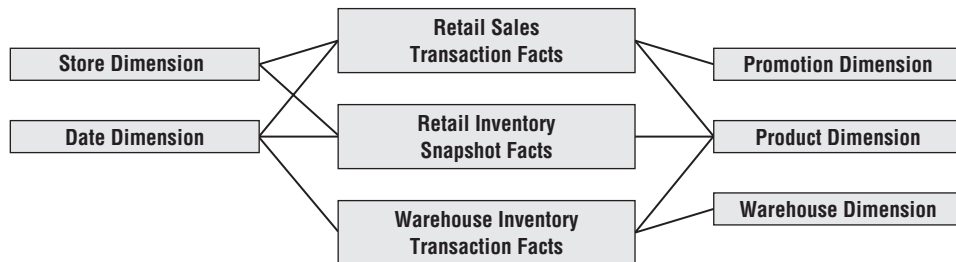 Store Dimension
Date Dimension
Retail Sales
Transaction Facts
Retail Inventory
Snapshot Facts
Warehouse Inventory
Transaction Facts
Promotion Dimension
Product Dimension
Warehouse Dimension